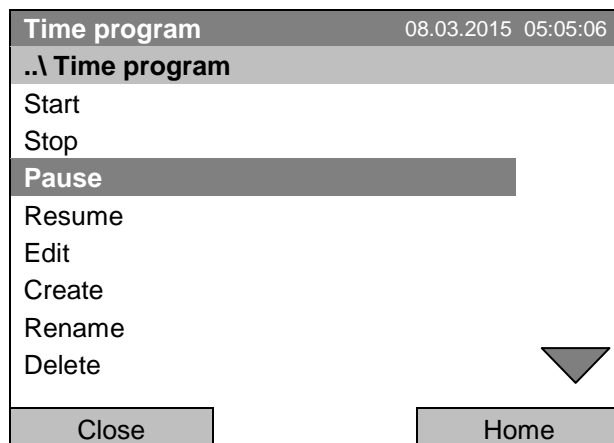 Time program 08.03.2015 05:05:06
..\ Time program
Start
Stop
Pause
Resume
Edit
Create
Rename
Delete
Close Home